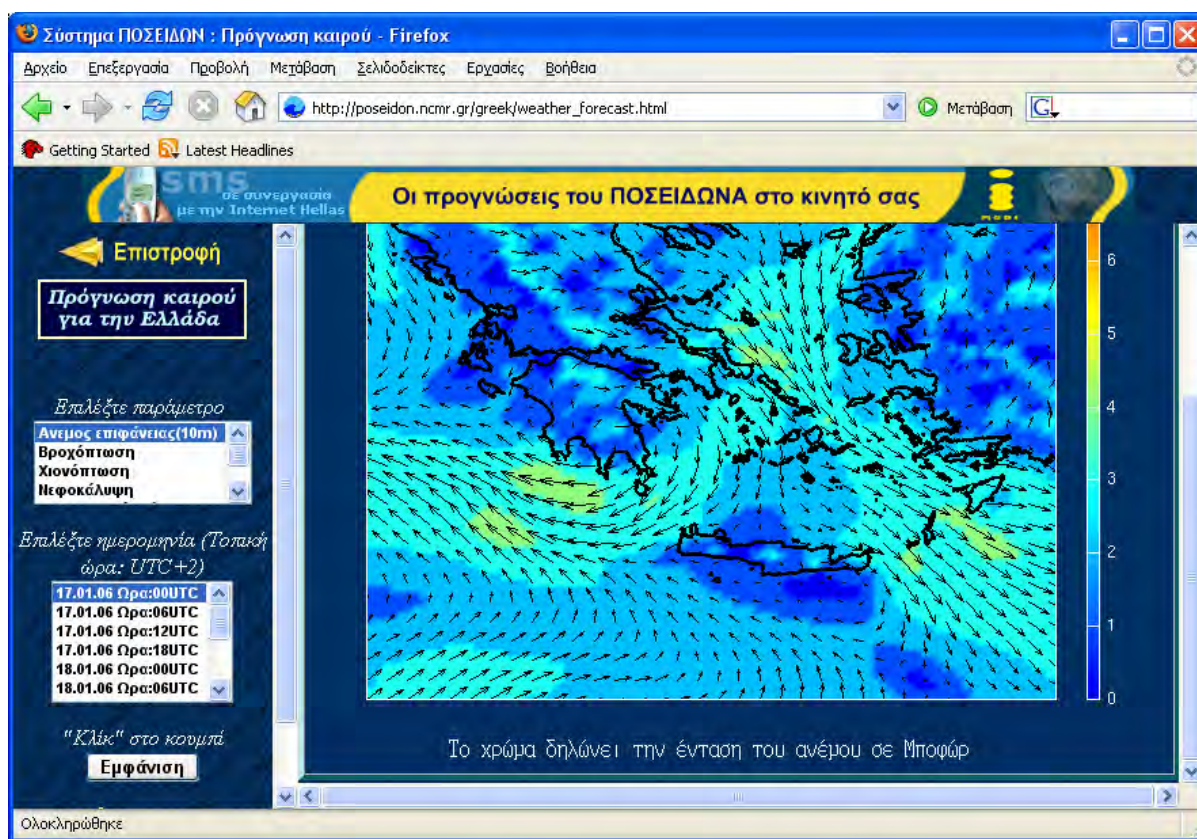 Σύστημα ΠΟΣΕΙΔΩΝ : Πρόγνωση καιρού - Firefox
Αρχείο Επεξεργασία Προβολή Μετάβαση Σελιδοδείκτες Εργασίες Βοήθεια
http://poseidon.ncmr.gr/greek/weather_forecast.html Μετάβαση G
Getting Started Latest Headlines
sms
σε συνεργασία
με την Internet Hellas
Οι προγνώσεις του ΠΟΣΕΙΔΩΝΑ στο κινητό σας
Επιστροφή
Πρόγνωση καιρού
για την Ελλάδα
Επιλέξτε παράμετρο
Ανεμος επιφάνειας(10m)
Βροχόπτωση
Χιονόπτωση
Νεφοκάλυψη
Επιλέξτε ημερομηνία (Τοπική
ώρα: UTC+2)
17.01.06 Ωρα:00UTC
17.01.06 Ωρα:06UTC
17.01.06 Ωρα:12UTC
17.01.06 Ωρα:18UTC
18.01.06 Ωρα:00UTC
18.01.06 Ωρα:06UTC
"Κλίκ" στο κουμπί
Εμφάνιση
6
5
4
3
2
1
0
Το χρώμα δηλώνει την ένταση του ανέμου σε Μποφώρ
Ολοκληρώθηκε